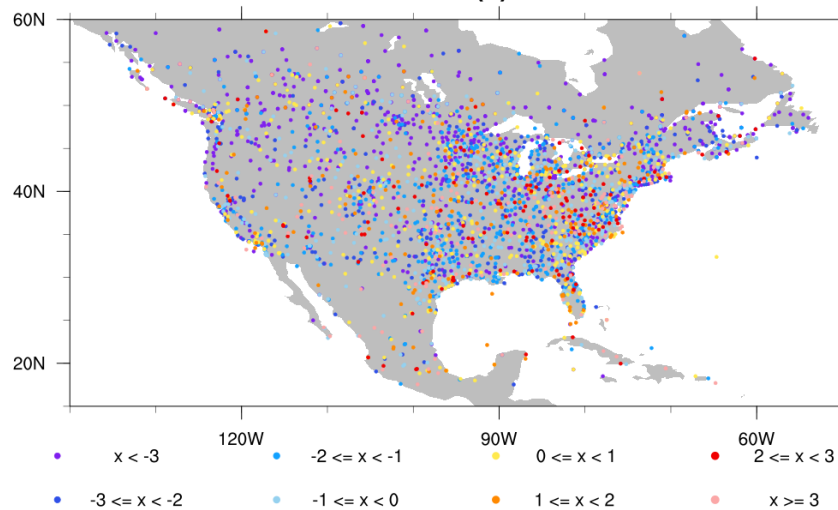 60N
40N
20N
120W 90W 60W
x < -3 -2 <= x < -1 0 <= x < 1 2 <= x < 3
-3 <= x < -2 -1 <= x < 0 1 <= x < 2 x >= 3